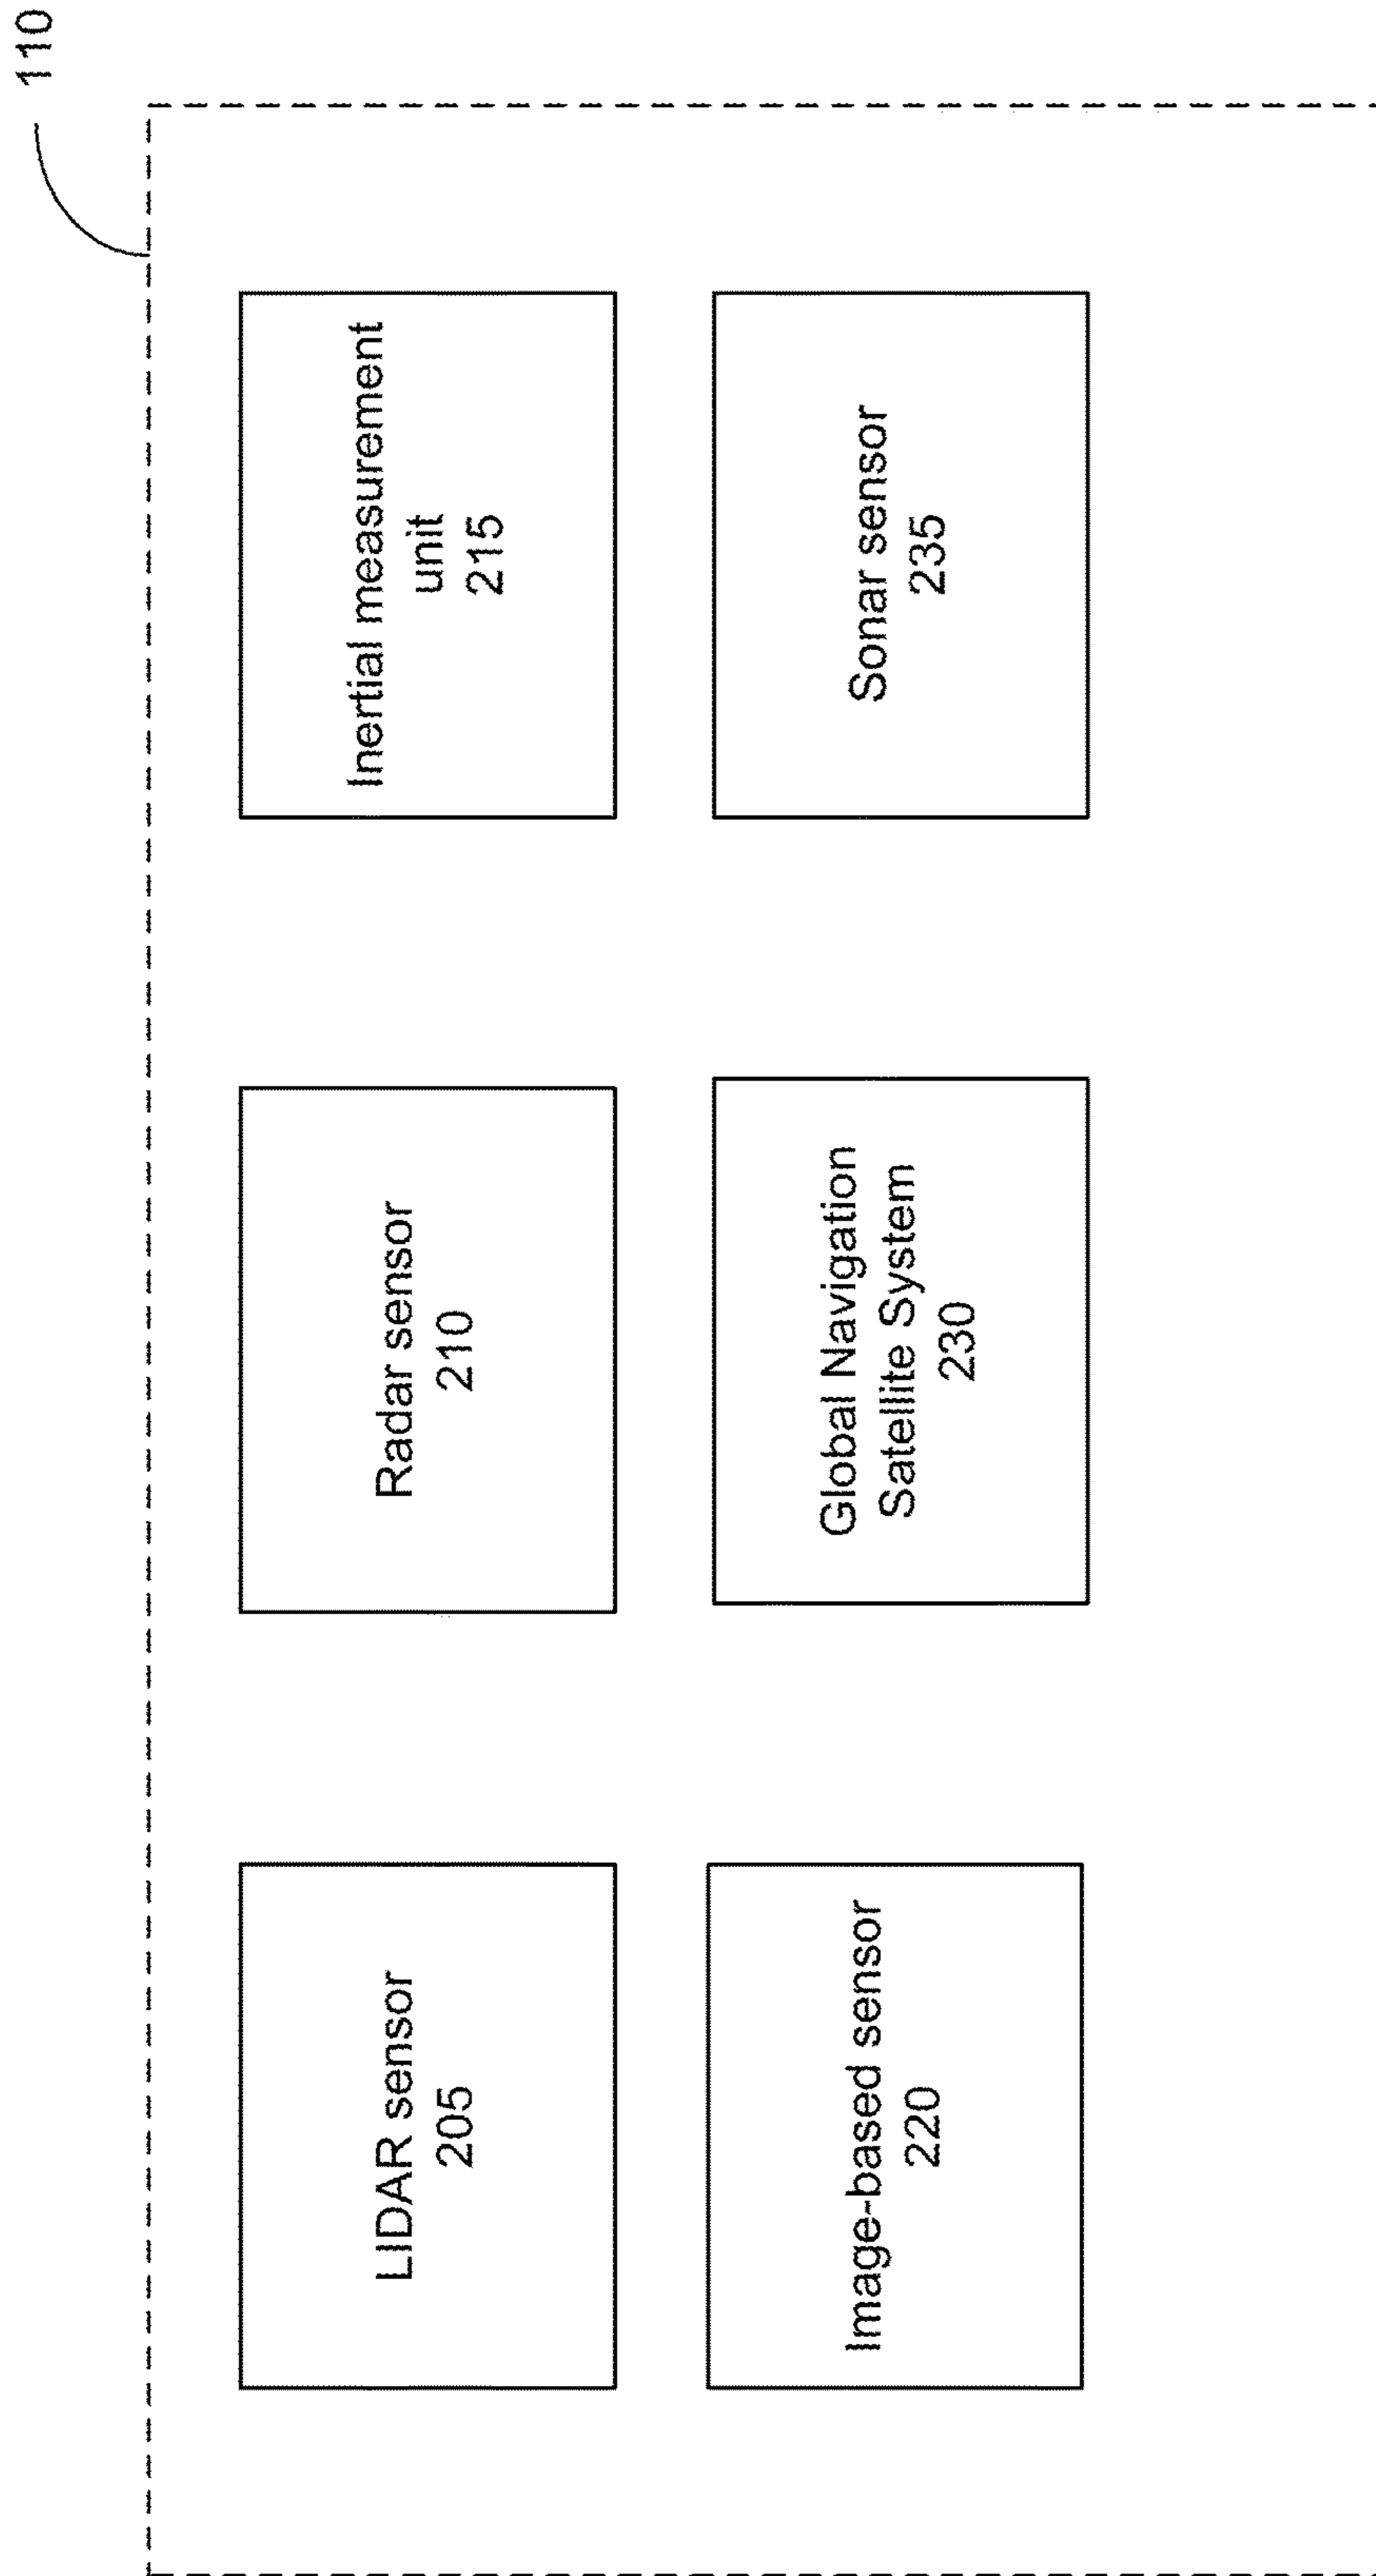 110
LIDAR sensor
205
Radar sensor
210
Inertial measurement
unit
215
Image-based sensor
220
Global Navigation
Satellite System
230
Sonar sensor
235